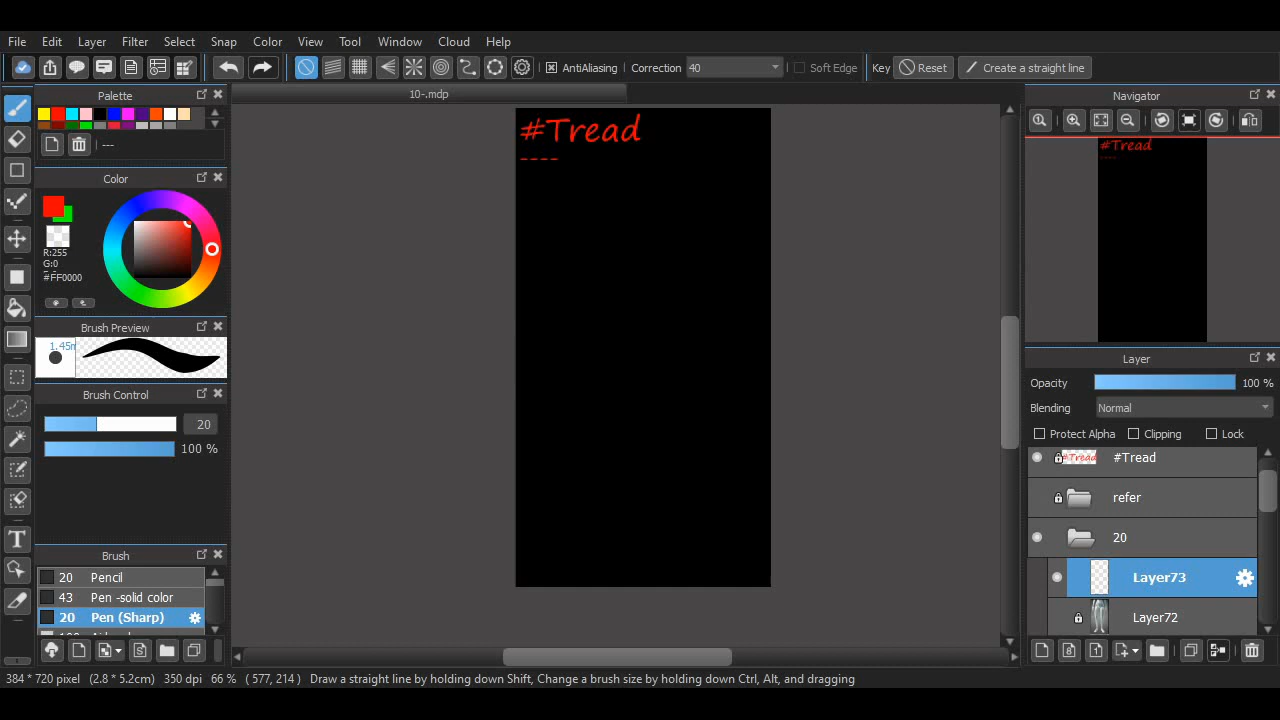 File Edit Layer Filter Select Snap Color View Tool Window Cloud Help
AntiAliasing Correction 40 Soft Edge Key Reset Create a straight line
Palette
10-.mdp
Navigator
---
#Tread
----
#Tread
Color
R:255
G:0
#FF0000
Brush Preview
Layer
Opacity 100 %
Brush Control
Blending Normal
20
Protect Alpha Clipping Lock
100 %
#Tread #Tread
refer
20
Brush
20 Pencil
Layer73
43 Pen -solid color
20 Pen (Sharp)
Layer72
384 * 720 pixel (2.8 * 5.2cm) 350 dpi 66 % ( 577, 214 ) Draw a straight line by holding down Shift, Change a brush size by holding down Ctrl, Alt, and dragging